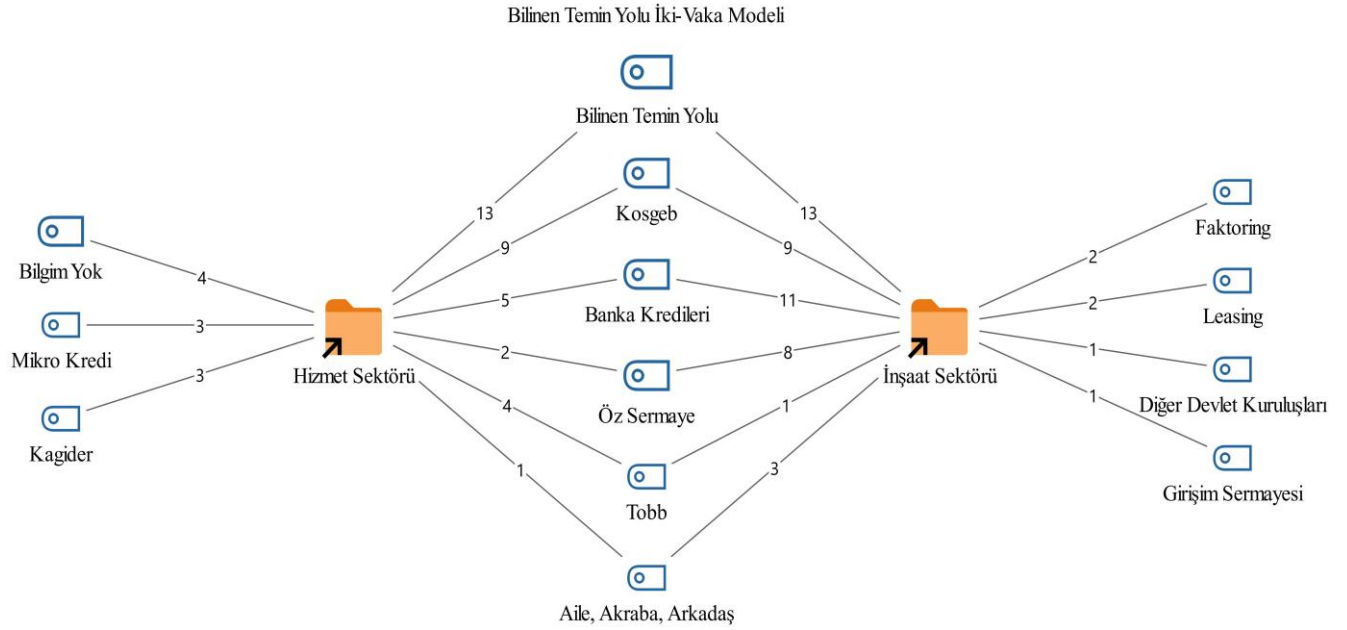 Bilinen Temin Yolu İki-Vaka Modeli
Bilinen Temin Yolu
13
13
Kosgeb
9
9
Banka Kredileri
5
11
Öz Sermaye
2
8
Tobb
4
1
Aile, Akraba, Arkadaş
1
3
Hizmet Sektörü
İnşaat Sektörü
Bilgim Yok
4
Mikro Kredi
3
Kagider
3
Faktoring
2
Leasing
2
Diğer Devlet Kuruluşları
1
Girişim Sermayesi
1